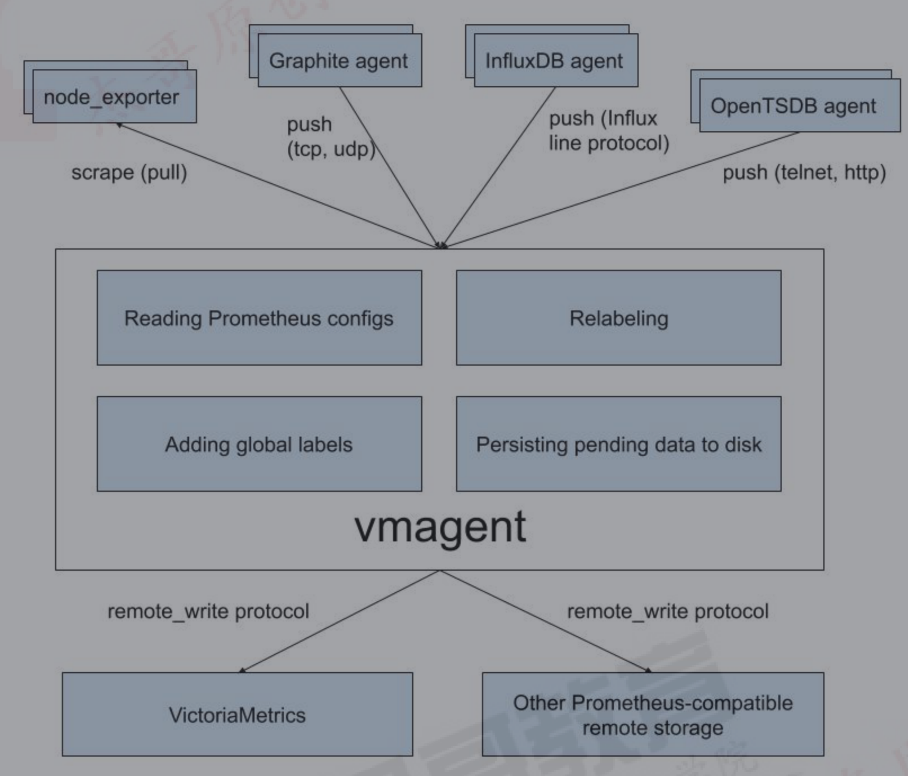 Graphite agent
InfluxDB agent
node_exporter
OpenTSDB agent
push
(tcp, udp)
push (Influx
line protocol)
scrape (pull)
push (telnet, http)
Reading Prometheus configs
Relabeling
Adding global labels
Persisting pending data to disk
vmagent
remote_write protocol
remote_write protocol
VictoriaMetrics
Other Prometheus-compatible
remote storage